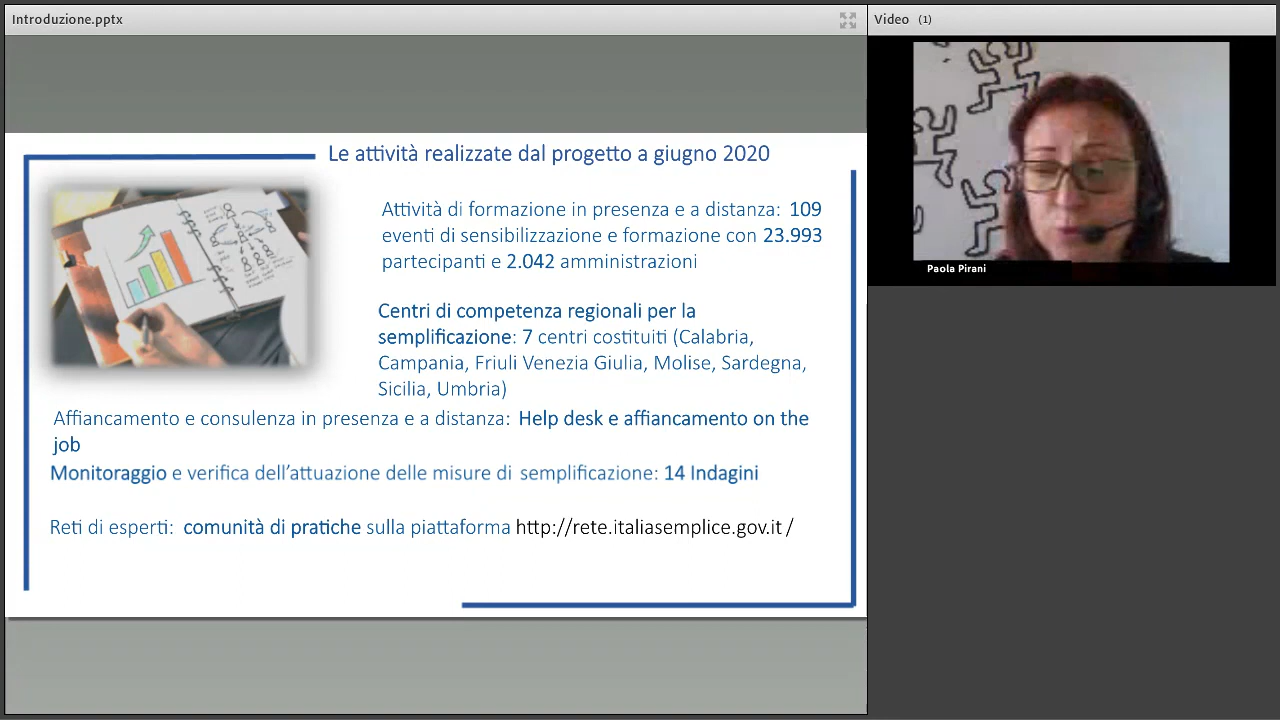 Introduzione.pptx
Video (1)
Paola Pirani
Le attività realizzate dal progetto a giugno 2020
Attività di formazione in presenza e a distanza: 109
eventi di sensibilizzazione e formazione con 23.993
partecipanti e 2.042 amministrazioni
Centri di competenza regionali per la
semplificazione: 7 centri costituiti (Calabria,
Campania, Friuli Venezia Giulia, Molise, Sardegna,
Sicilia, Umbria)
Affiancamento e consulenza in presenza e a distanza: Help desk e affiancamento on the
job
Monitoraggio e verifica dell’attuazione delle misure di semplificazione: 14 Indagini
Reti di esperti: comunità di pratiche sulla piattaforma http://rete.italiasemplice.gov.it /